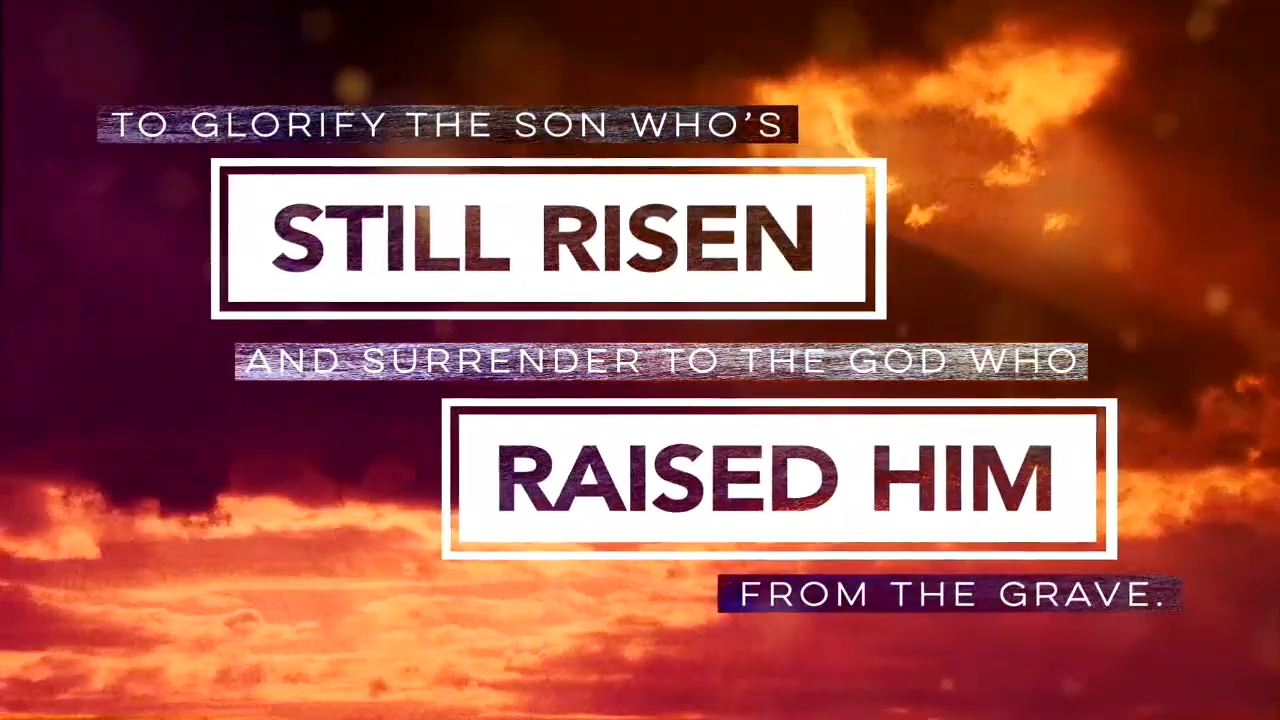 TO GLORIFY THE SON WHO'S
STILL RISEN
AND SURRENDER TO THE GOD WHO
RAISED HIM
FROM THE GRAVE.